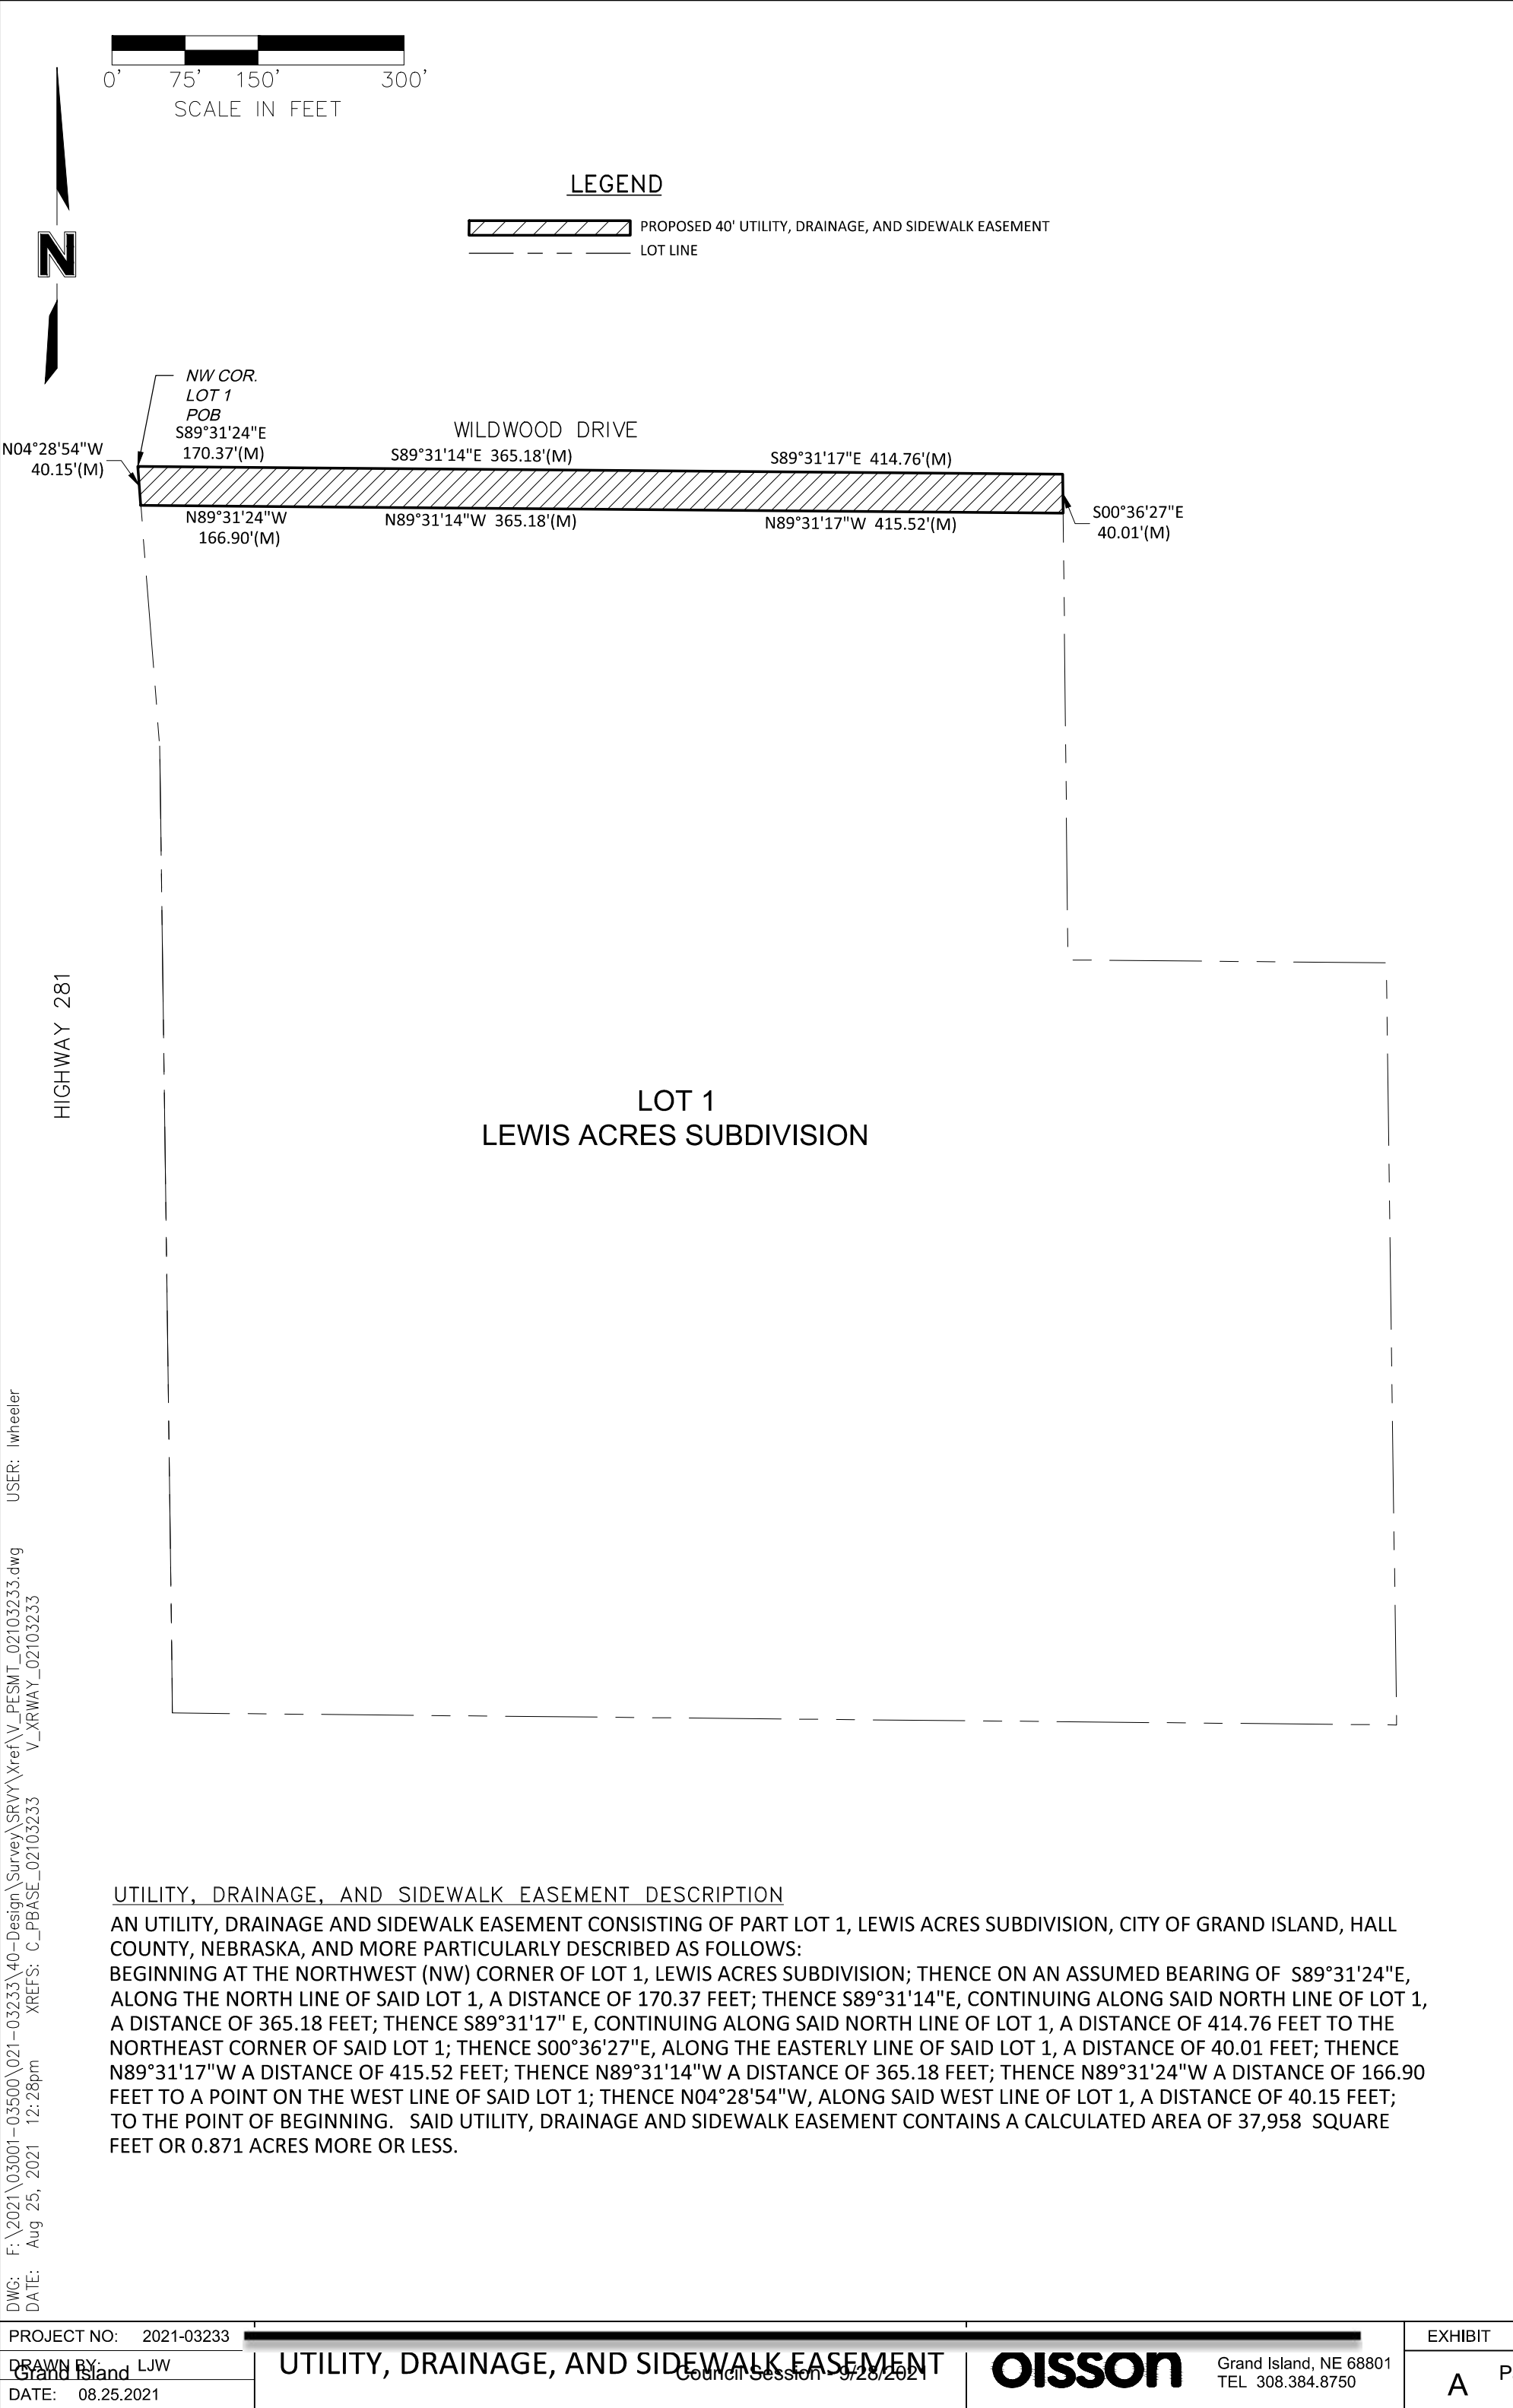 0' 75' 150' 300'
SCALE IN FEET
LEGEND
PROPOSED 40' UTILITY, DRAINAGE, AND SIDEWALK EASEMENT
LOT LINE
N
NW COR.
LOT 1
POB
S89°31'24"E
170.37'(M)
N04°28'54"W
40.15'(M)
WILDWOOD DRIVE
S89°31'14"E 365.18'(M)
S89°31'17"E 414.76'(M)
N89°31'24"W
166.90'(M)
N89°31'14"W 365.18'(M)
N89°31'17"W 415.52'(M)
S00°36'27"E
40.01'(M)
HIGHWAY 281
LOT 1
LEWIS ACRES SUBDIVISION
UTILITY, DRAINAGE, AND SIDEWALK EASEMENT DESCRIPTION
AN UTILITY, DRAINAGE AND SIDEWALK EASEMENT CONSISTING OF PART LOT 1, LEWIS ACRES SUBDIVISION, CITY OF GRAND ISLAND, HALL
COUNTY, NEBRASKA, AND MORE PARTICULARLY DESCRIBED AS FOLLOWS:
BEGINNING AT THE NORTHWEST (NW) CORNER OF LOT 1, LEWIS ACRES SUBDIVISION; THENCE ON AN ASSUMED BEARING OF S89°31'24"E,
ALONG THE NORTH LINE OF SAID LOT 1, A DISTANCE OF 170.37 FEET; THENCE S89°31'14"E, CONTINUING ALONG SAID NORTH LINE OF LOT 1,
A DISTANCE OF 365.18 FEET; THENCE S89°31'17" E, CONTINUING ALONG SAID NORTH LINE OF LOT 1, A DISTANCE OF 414.76 FEET TO THE
NORTHEAST CORNER OF SAID LOT 1; THENCE S00°36'27"E, ALONG THE EASTERLY LINE OF SAID LOT 1, A DISTANCE OF 40.01 FEET; THENCE
N89°31'17"W A DISTANCE OF 415.52 FEET; THENCE N89°31'14"W A DISTANCE OF 365.18 FEET; THENCE N89°31'24"W A DISTANCE OF 166.90
FEET TO A POINT ON THE WEST LINE OF SAID LOT 1; THENCE N04°28'54"W, ALONG SAID WEST LINE OF LOT 1, A DISTANCE OF 40.15 FEET;
TO THE POINT OF BEGINNING. SAID UTILITY, DRAINAGE AND SIDEWALK EASEMENT CONTAINS A CALCULATED AREA OF 37,958 SQUARE
FEET OR 0.871 ACRES MORE OR LESS.
DWG: F:\2021\03001-03500\021-03233\40-Design\Survey\SRVY\Xref\V_PESMT_02103233.dwg USER: lwheeler
DATE: Aug 25, 2021 12:28pm XREFS: C_PBASE_02103233 V_XRWAY_02103233
PROJECT NO: 2021-03233
DRAWN BY: LJW
Grand Island
DATE: 08.25.2021
UTILITY, DRAINAGE, AND SIDEWALK EASEMENT
Council Session - 9/28/2021
olsson
Grand Island, NE 68801
TEL 308.384.8750
EXHIBIT
A
P